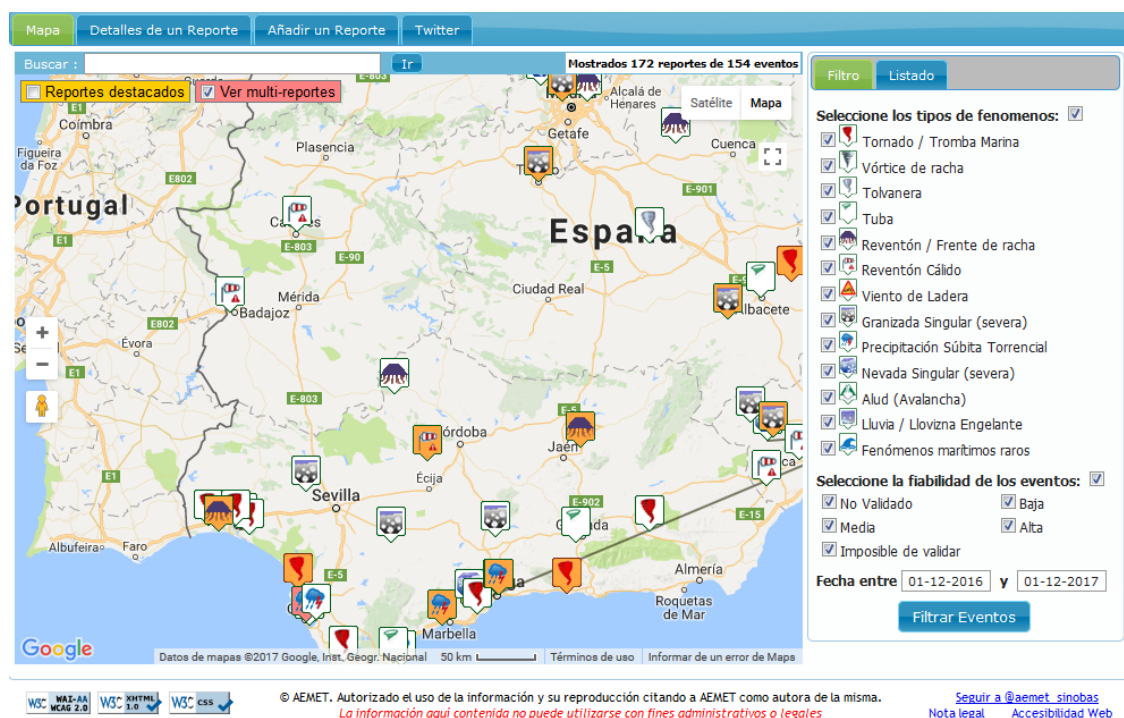 Mapa Detalles de un Reporte Añadir un Reporte Twitter
Buscar : Ir Mostrados 172 reportes de 154 eventos
Reportes destacados Ver multi-reportes
Satélite Mapa
E-803
E1
Alcalá de
Henares
Coimbra
Getafe
Plasencia
Cuenca
Figueira
da Foz
E802
E-901
Portugal
España
E1
E-803
E-90
E-5
Ciudad Real
Mérida
Badajoz
Albacete
E802
Évora
E1
E-803
E-5
Córdoba
Jaén
Écija
E1
Sevilla
E-902
E-15
Albufeira
Faro
E-5
Almería
Roquetas
de Mar
Marbella
Google
Datos de mapas ©2017 Google, Inst. Geogr. Nacional 50 km Términos de uso Informar de un error de Maps
Filtro Listado
Seleccione los tipos de fenomenos:
Tornado / Tromba Marina
Vórtice de racha
Tolvanera
Tuba
Reventón / Frente de racha
Reventón Cálido
Viento de Ladera
Granizada Singular (severa)
Precipitación Súbita Torrencial
Nevada Singular (severa)
Alud (Avalancha)
Lluvia / Llovizna Engelante
Fenómenos marítimos raros
Seleccione la fiabilidad de los eventos:
No Validado Baja
Media Alta
Imposible de validar
Fecha entre 01-12-2016 y 01-12-2017
Filtrar Eventos
W3C WAI-AA WCAG 2.0 W3C XHTML 1.0 W3C css
© AEMET. Autorizado el uso de la información y su reproducción citando a AEMET como autora de la misma.
La información aquí contenida no puede utilizarse con fines administrativos o legales
Seguir a @aemet_sinobas
Nota legal Accesibilidad Web